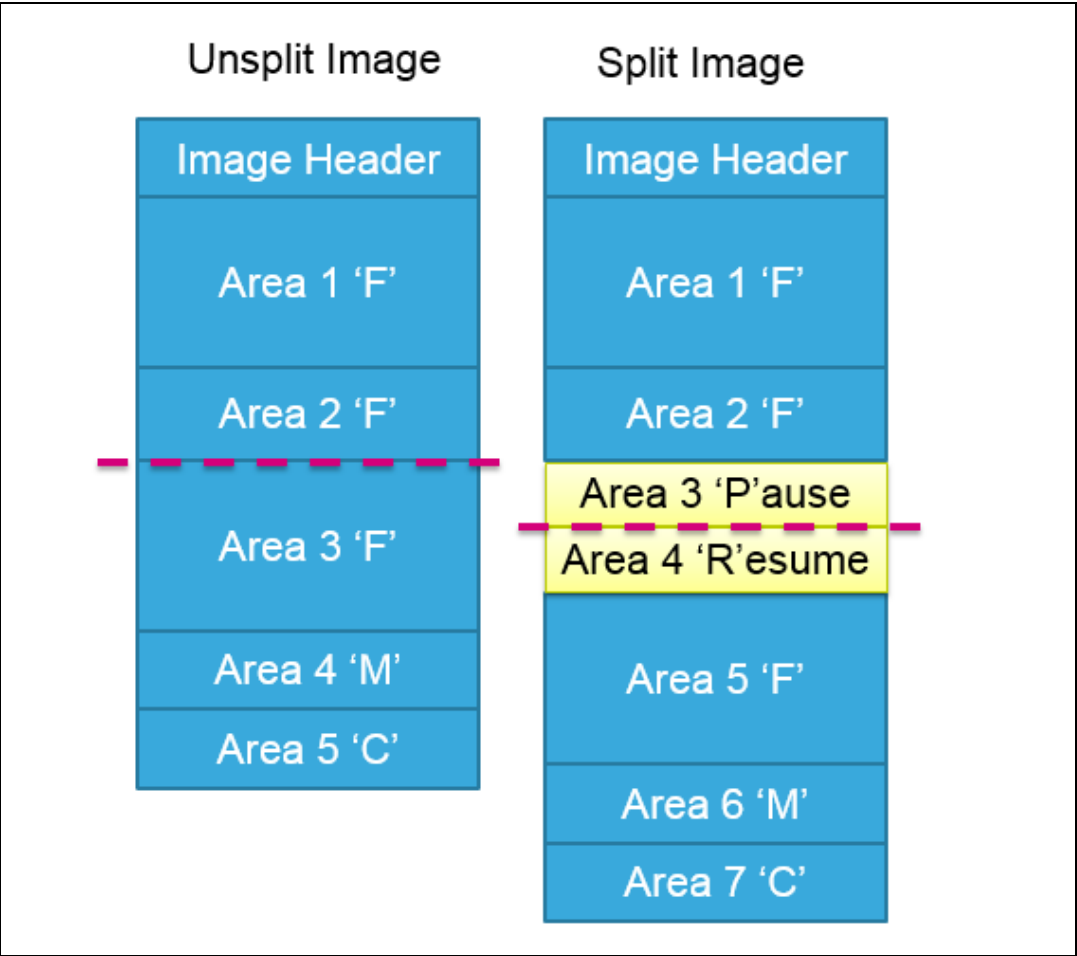 Unsplit Image
Image Header
Area 1 ‘F’
Area 2 ‘F’
Area 3 ‘F’
Area 4 ‘M’
Area 5 ‘C’
Split Image
Image Header
Area 1 ‘F’
Area 2 ‘F’
Area 3 ‘P’ause
Area 4 ‘R’esume
Area 5 ‘F’
Area 6 ‘M’
Area 7 ‘C’